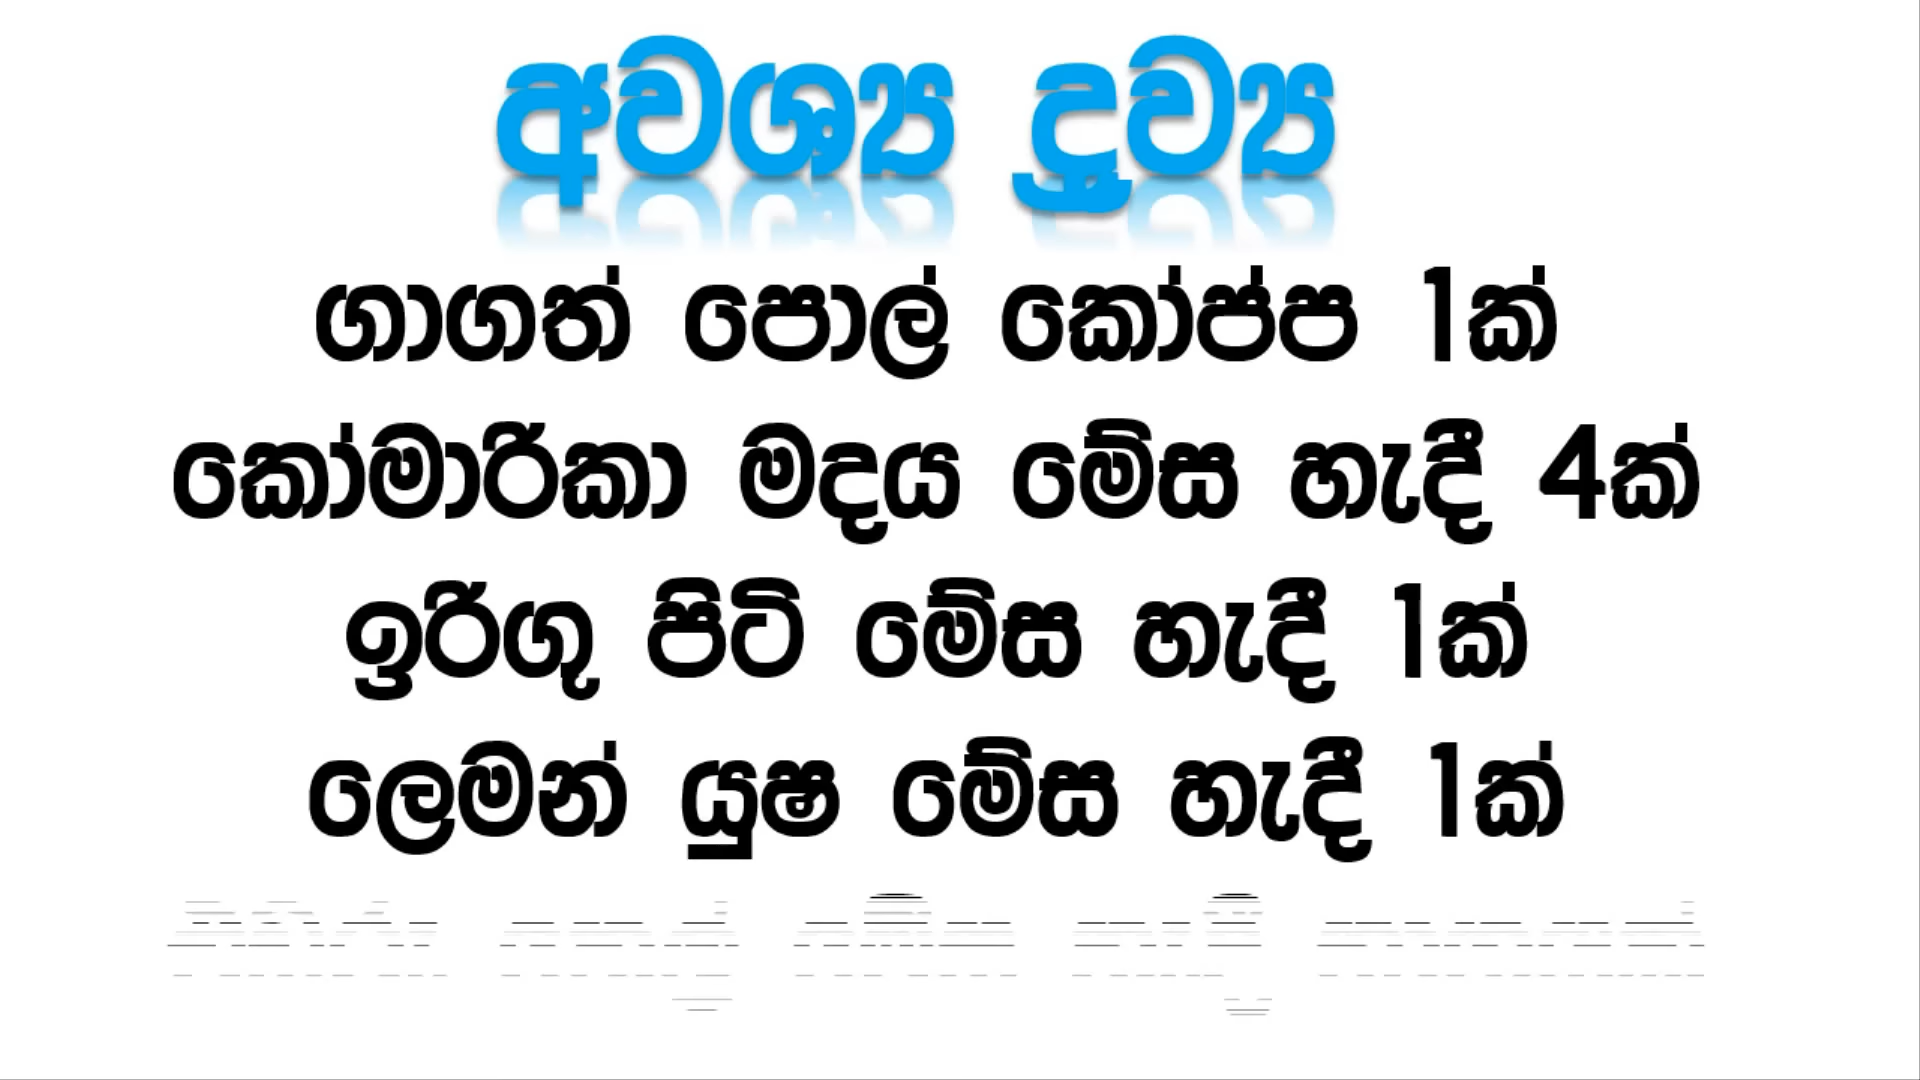 අවශ්‍ය ද්‍රව්‍ය
ගාගත් පොල් කෝප්ප 1ක්
කෝමාරිකා මදය මේස හැදී 4ක්
ඉරිගු පිටි මේස හැදී 1ක්
ලෙමන් යුෂ මේස හැදී 1ක්